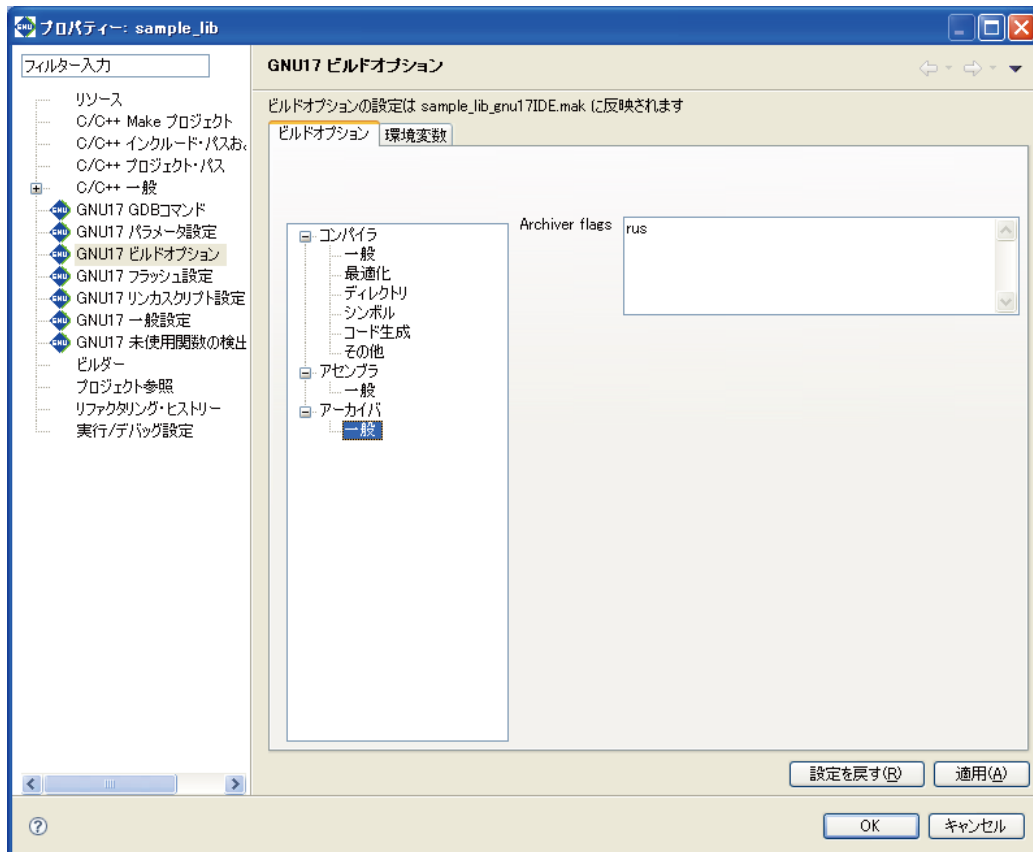 プロパティー: sample_lib
フィルター入力
リソース
C/C++ Make プロジェクト
C/C++ インクルード・パスお
C/C++ プロジェクト・パス
C/C++ 一般
GNU17 GDBコマンド
GNU17 パラメータ設定
GNU17 ビルドオプション
GNU17 フラッシュ設定
GNU17 リンカスクリプト設定
GNU17 一般設定
GNU17 未使用関数の検出
ビルダー
プロジェクト参照
リファクタリング・ヒストリー
実行/デバッグ設定
GNU17 ビルドオプション
ビルドオプションの設定は sample_lib_gnu17IDE.mak に反映されます
ビルドオプション 環境変数
コンパイラ
一般
最適化
ディレクトリ
シンボル
コード生成
その他
アセンブラ
一般
アーカイバ
一般
Archiver flags rus
設定を戻す(R) 適用(A)
OK キャンセル